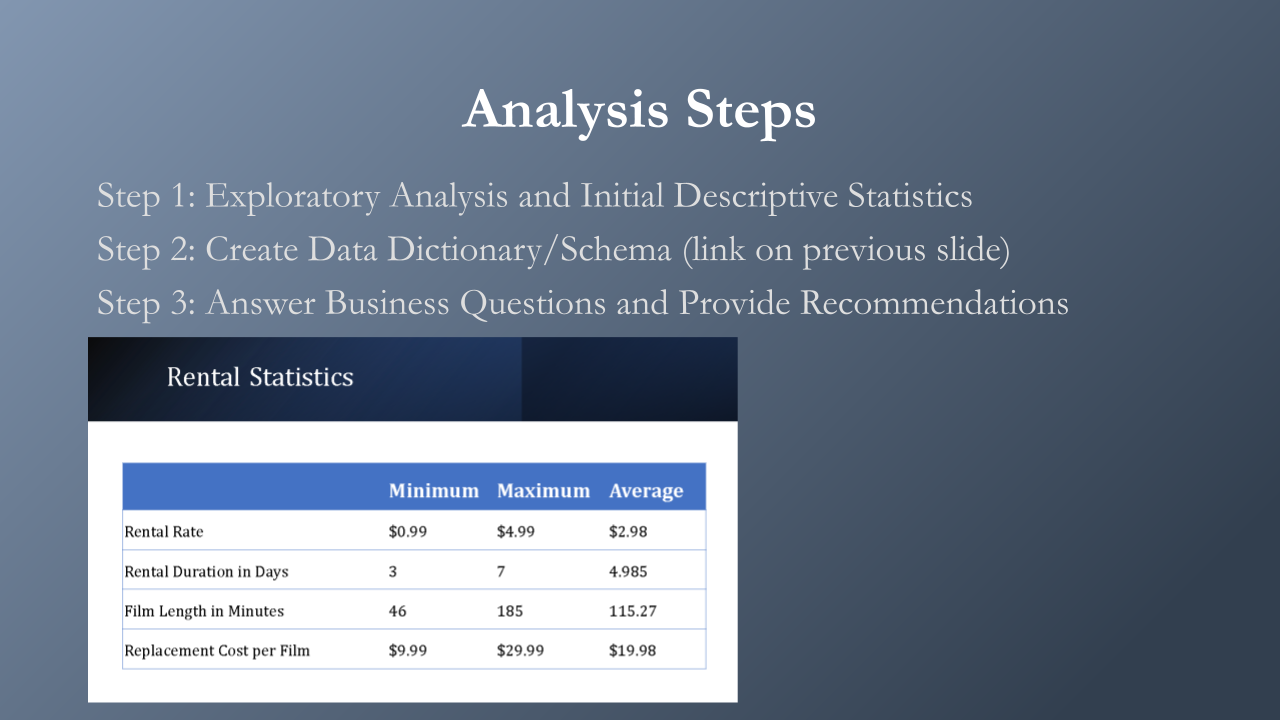 Analysis Steps
Step 1: Exploratory Analysis and Initial Descriptive Statistics
Step 2: Create Data Dictionary/Schema (link on previous slide)
Step 3: Answer Business Questions and Provide Recommendations
Rental Statistics
Minimum Maximum Average
Rental Rate $0.99 $4.99 $2.98
Rental Duration in Days 3 7 4.985
Film Length in Minutes 46 185 115.27
Replacement Cost per Film $9.99 $29.99 $19.98